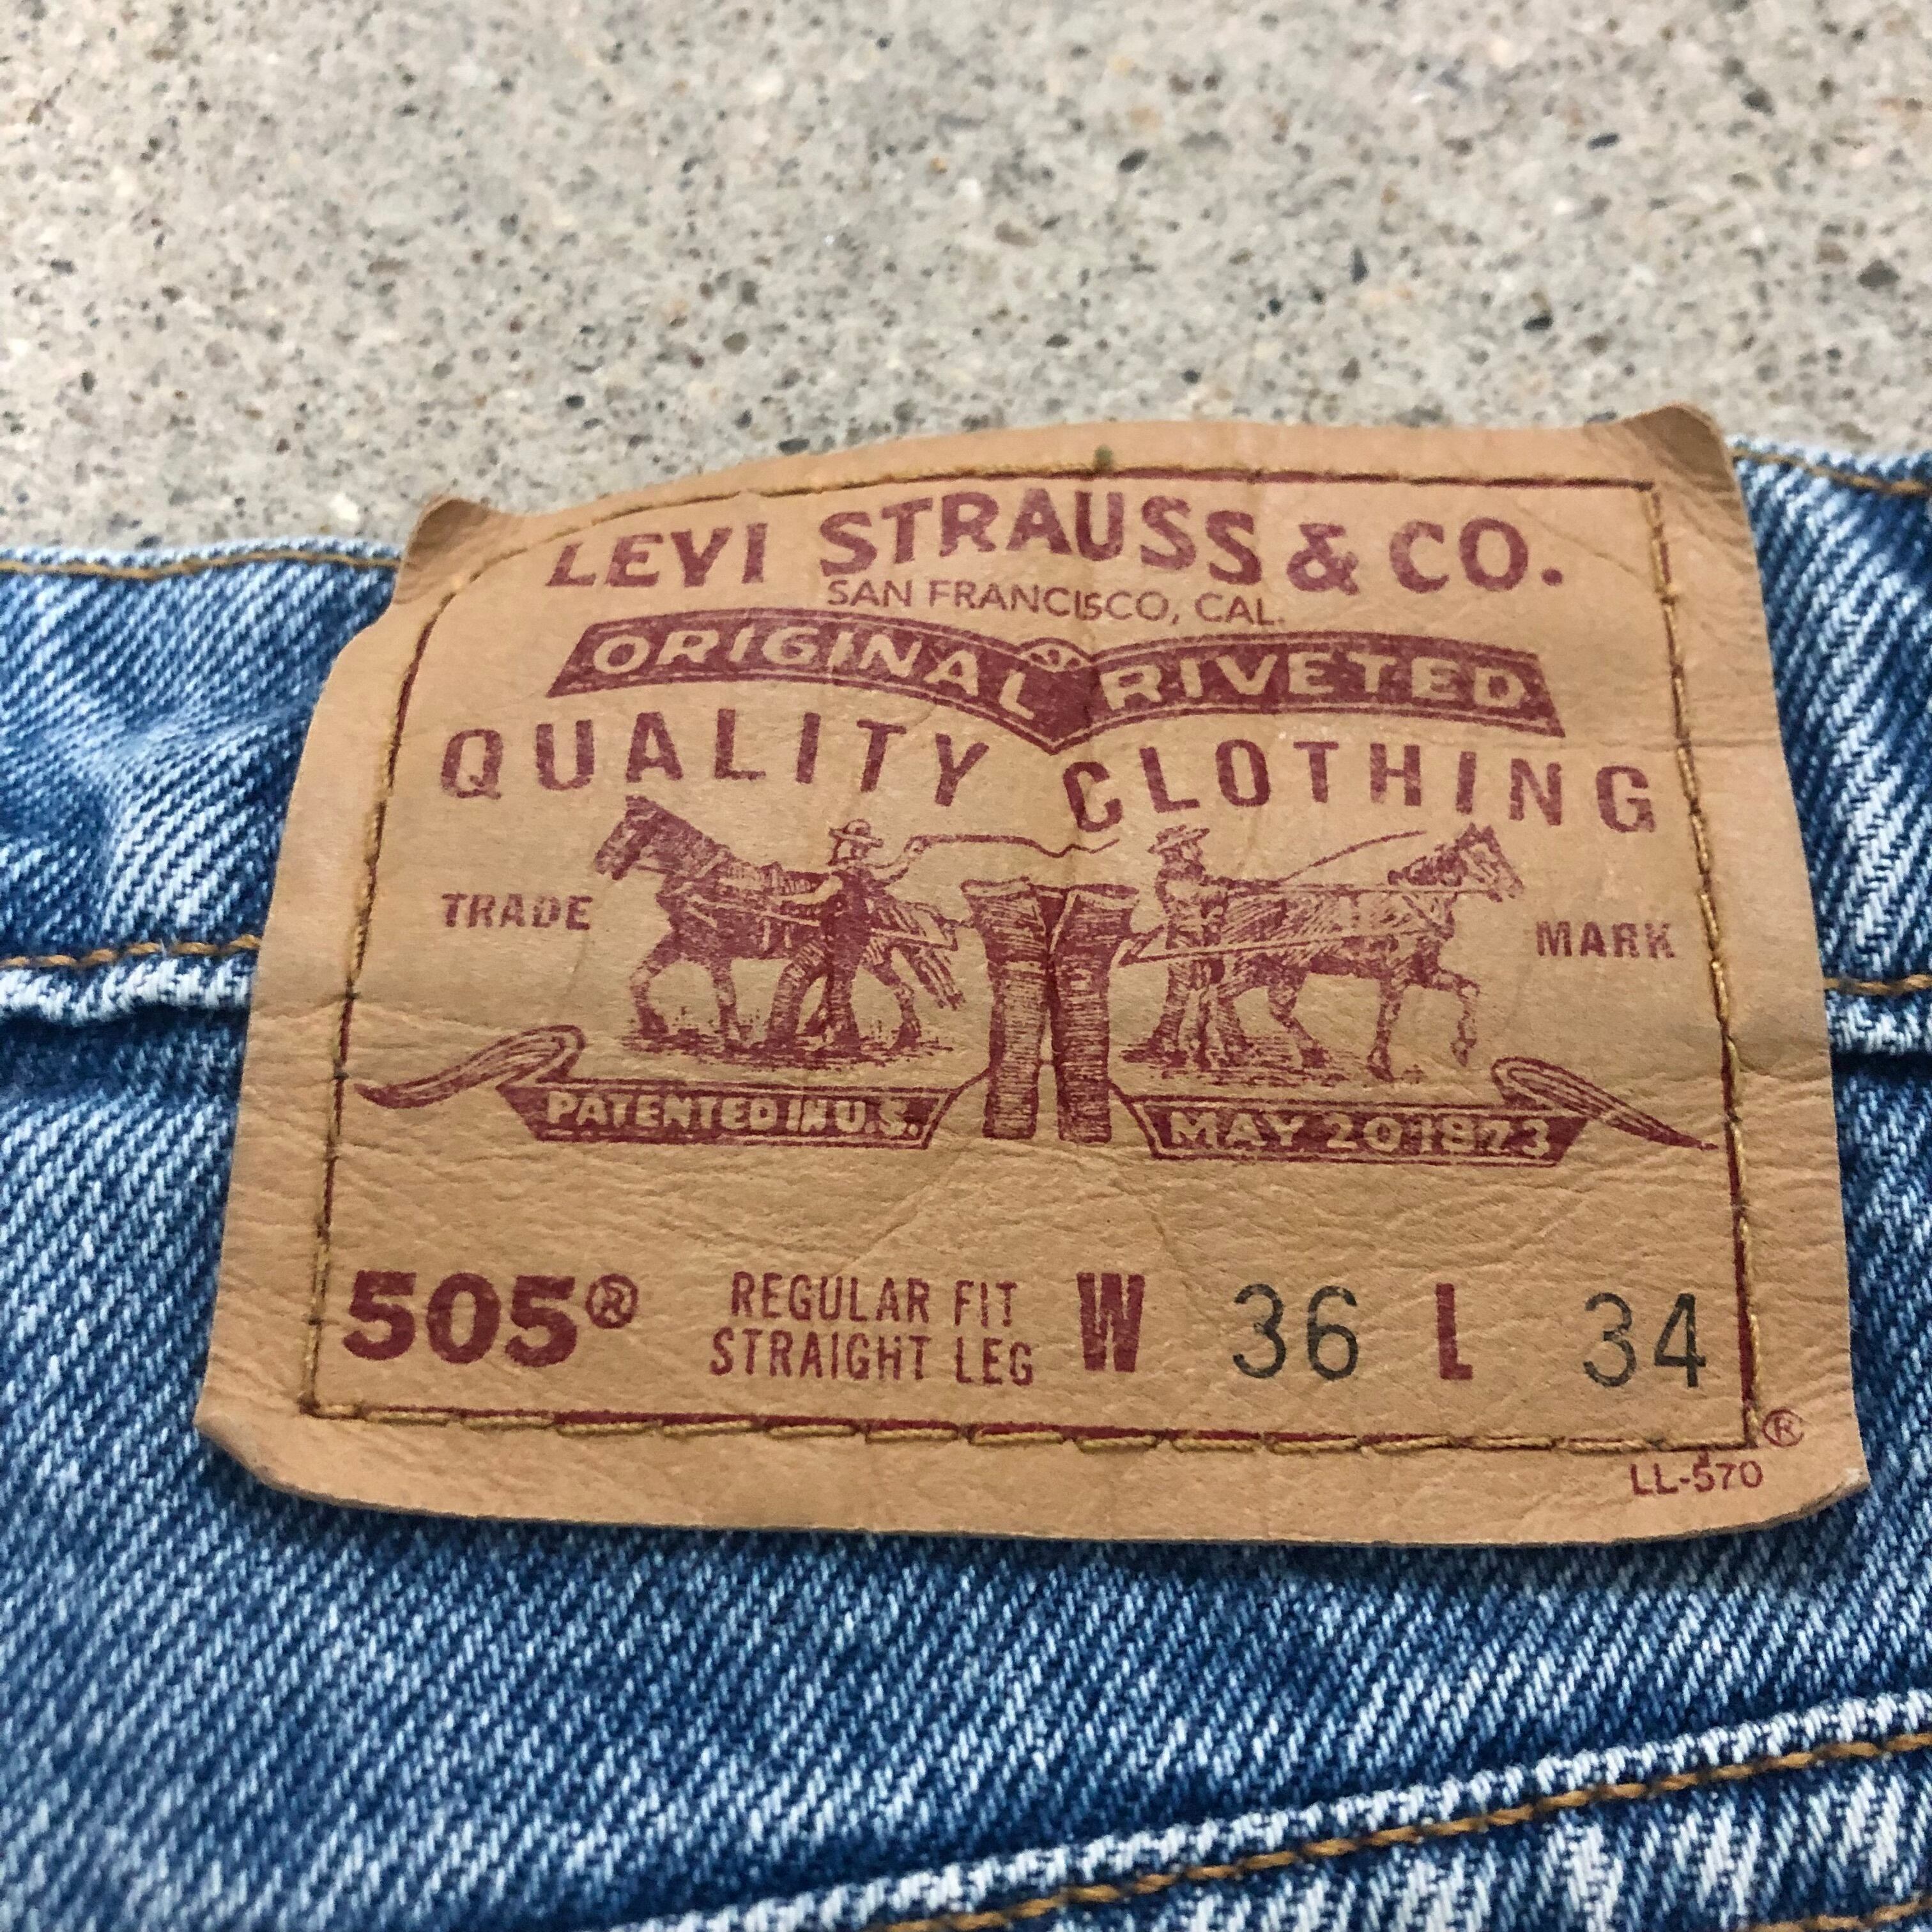 LEVI STRAUSS & CO.
SAN FRANCISCO, CAL.
ORIGINAL RIVETED
QUALITY CLOTHING
TRADE MARK
PATENTED IN U.S. MAY 20 1873
505® REGULAR FIT W 36 L 34
STRAIGHT LEG
®
LL-570